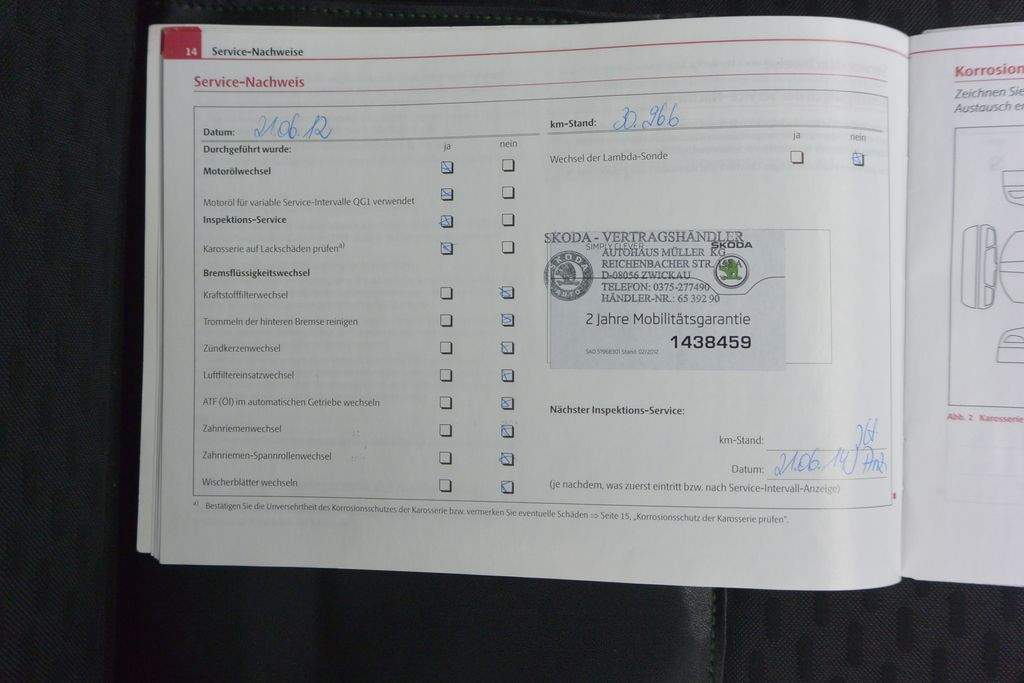 14 Service-Nachweise
Service-Nachweis
Datum: 21.06.12
km-Stand: 30.966
Durchgeführt wurde: ja nein
ja nein
Motorölwechsel
Wechsel der Lambda-Sonde
Motoröl für variable Service-Intervalle QG1 verwendet
Inspektions-Service
Karosserie auf Lackschäden prüfen a)
Bremsflüssigkeitswechsel
Kraftstofffilterwechsel
Trommeln der hinteren Bremse reinigen
Zündkerzenwechsel
Luftfiltereinsatzwechsel
ATF (Öl) im automatischen Getriebe wechseln
Zahnriemenwechsel
Zahnriemen-Spannrollenwechsel
Wischerblätter wechseln
SKODA - VERTRAGSHÄNDLER
SIMPLY CLEVER ŠKODA
AUTOHAUS MÜLLER KG
REICHENBACHER STR.
D-08056 ZWICKAU
TELEFON: 0375-277490
HÄNDLER-NR.: 65 392 90
2 Jahre Mobilitätsgarantie
1438459
SAD 51968301 Stand: 02/2012
Nächster Inspektions-Service:
km-Stand:
Datum: 21.06.14
(je nachdem, was zuerst eintritt bzw. nach Service-Intervall-Anzeige)
a) Bestätigen Sie die Unversehrtheit des Korrosionsschutzes der Karosserie bzw. vermerken Sie eventuelle Schäden ⇒ Seite 15, „Korrosionsschutz der Karosserie prüfen".
Korrosion
Zeichnen Sie
Austausch
Abb. 2 Karosserie